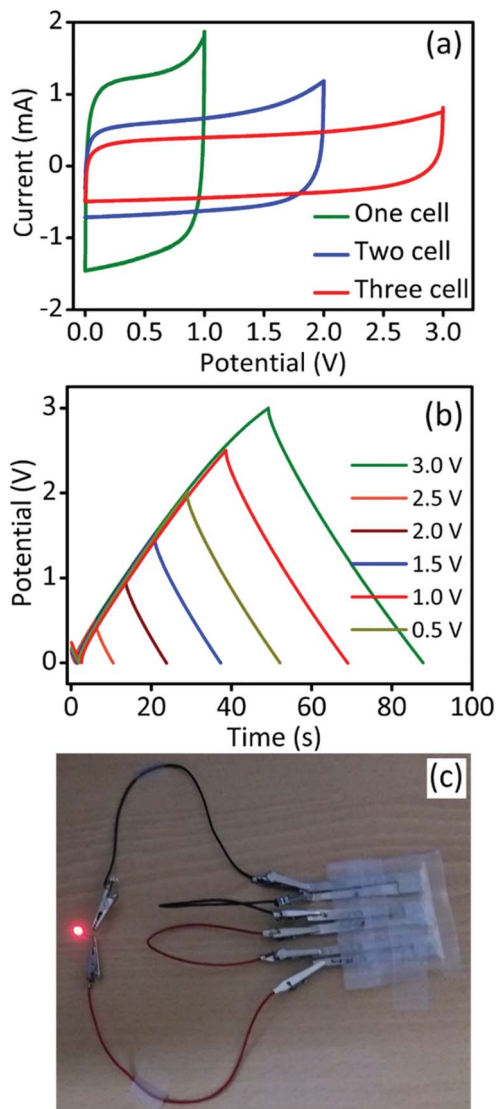 (a)
Current (mA)
2
1
0
-1
-2
One cell
Two cell
Three cell
0.0 0.5 1.0 1.5 2.0 2.5 3.0
Potential (V)
(b)
Potential (V)
3
2
1
0
3.0 V
2.5 V
2.0 V
1.5 V
1.0 V
0.5 V
0 20 40 60 80 100
Time (s)
(c)